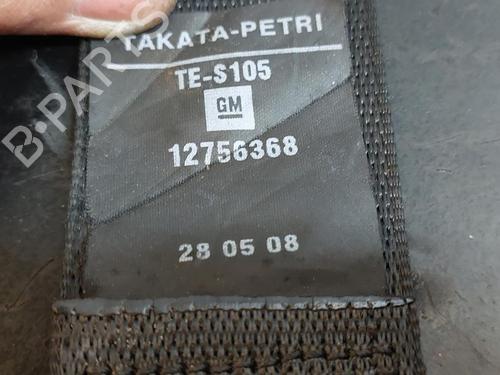 TAKATA-PETRI
TE-S105
GM
12756368
28 05 08
B-PARTS